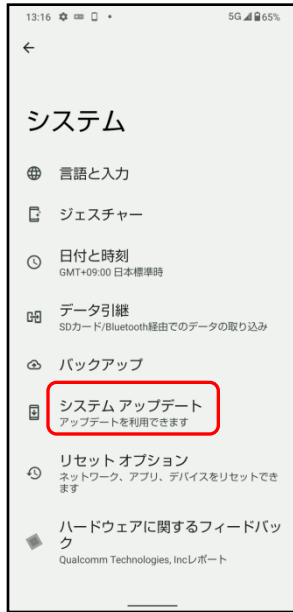 13:16 5G 65%
システム
言語と入力
ジェスチャー
日付と時刻
GMT+09:00 日本標準時
データ引継
SDカード/Bluetooth経由でのデータの取り込み
バックアップ
システム アップデート
アップデートを利用できます
リセット オプション
ネットワーク、アプリ、デバイスをリセットでき
ます
ハードウェアに関するフィードバッ
ク
Qualcomm Technologies, Incレポート